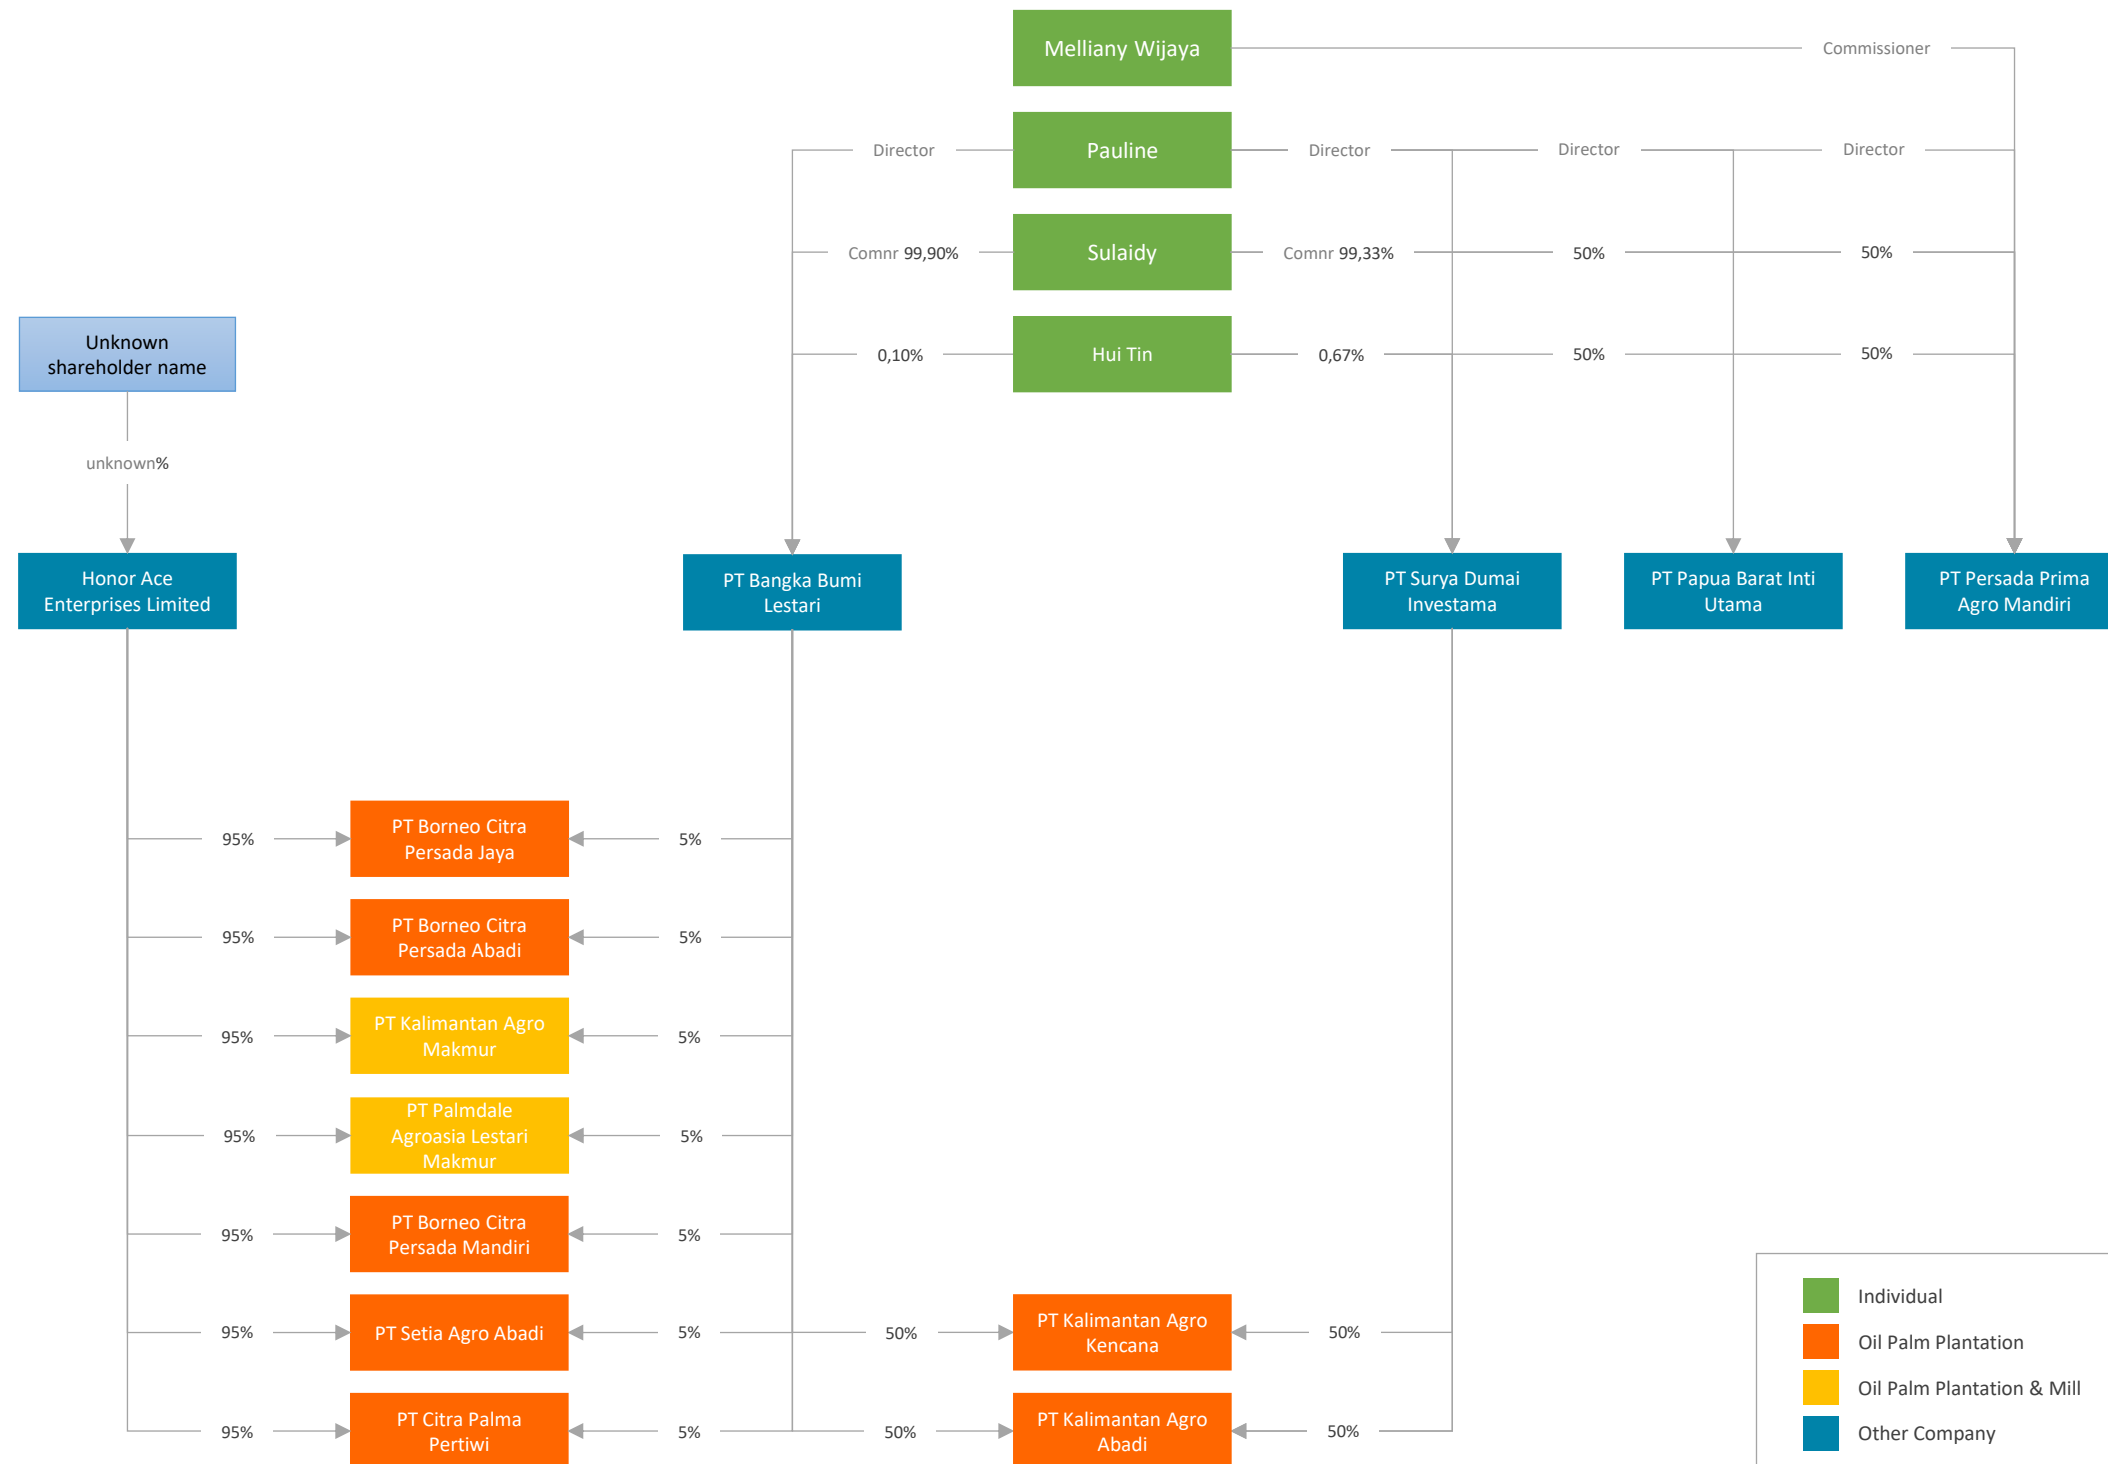 Melliany Wijaya
Commissioner
Director
Pauline
Director
Director
Director
Comnr 99,90%
Sulaidy
Comnr 99,33%
50%
50%
Unknown
shareholder name
0,10%
Hui Tin
0,67%
50%
50%
unknown%
Honor Ace
Enterprises Limited
PT Bangka Bumi
Lestari
PT Surya Dumai
Investama
PT Papua Barat Inti
Utama
PT Persada Prima
Agro Mandiri
95%
PT Borneo Citra
Persada Jaya
5%
95%
PT Borneo Citra
Persada Abadi
5%
95%
PT Kalimantan Agro
Makmur
5%
95%
PT Palmdale
Agroasia Lestari
Makmur
5%
95%
PT Borneo Citra
Persada Mandiri
5%
95%
PT Setia Agro Abadi
5%
50%
PT Kalimantan Agro
Kencana
50%
95%
PT Citra Palma
Pertiwi
5%
50%
PT Kalimantan Agro
Abadi
50%
Individual
Oil Palm Plantation
Oil Palm Plantation & Mill
Other Company